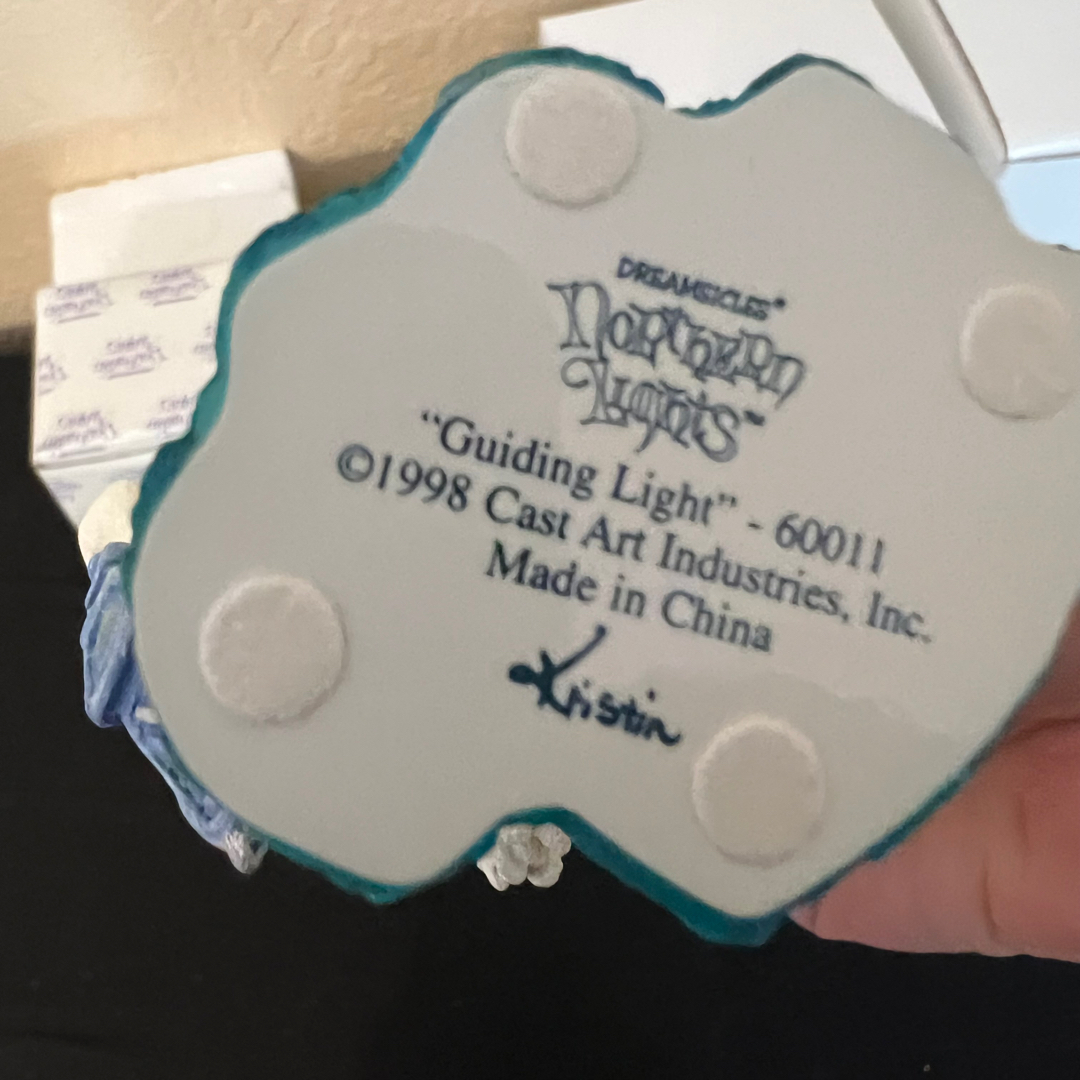 DREAMSICLES®
Northern
Lights™
“Guiding Light” - 60011
©1998 Cast Art Industries, Inc.
Made in China
Kristin